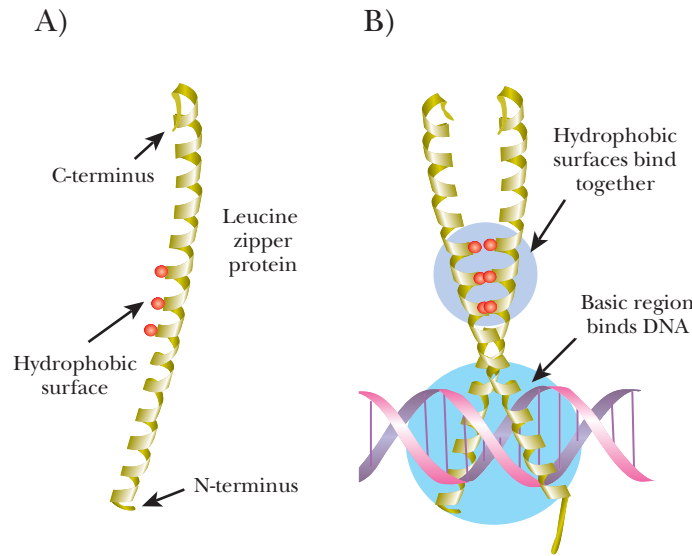 A)
C-terminus
Leucine
zipper
protein
Hydrophobic
surface
N-terminus
B)
Hydrophobic
surfaces bind
together
Basic region
binds DNA